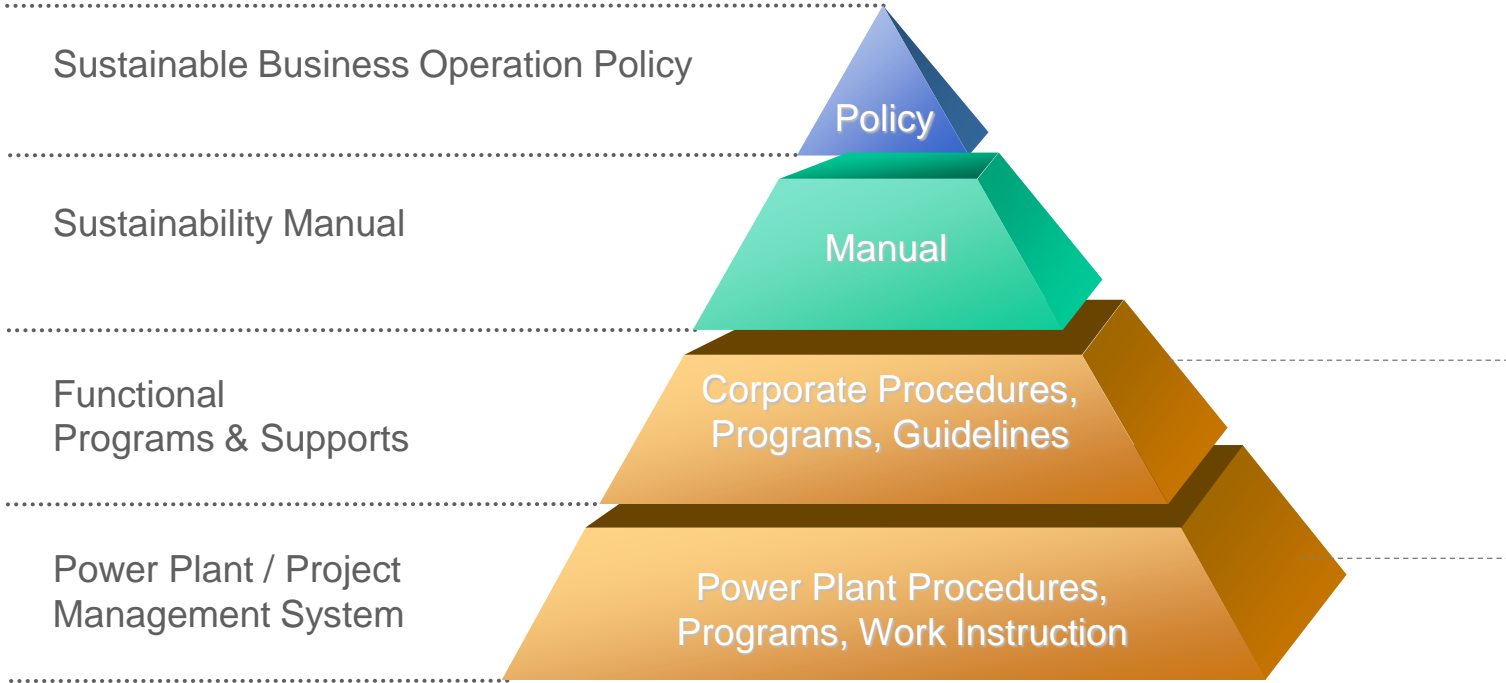 Sustainable Business Operation Policy
Policy
Sustainability Manual
Manual
Functional
Programs & Supports
Corporate Procedures,
Programs, Guidelines
Power Plant / Project
Management System
Power Plant Procedures,
Programs, Work Instruction